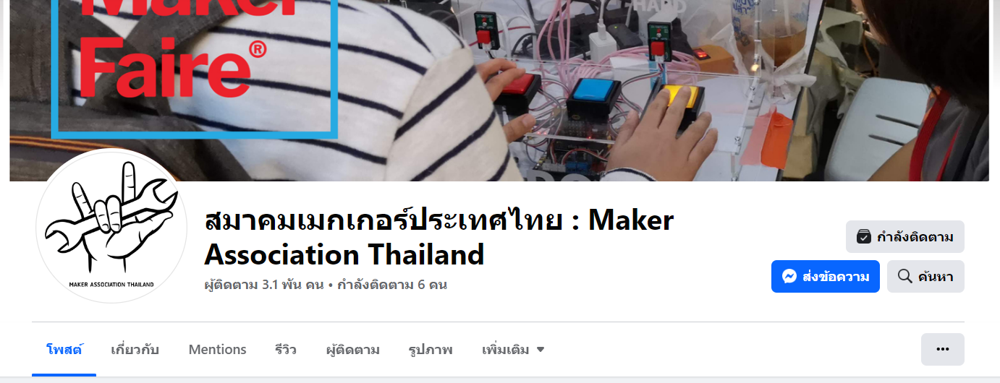 Maker
Faire®
HARD
MAKER ASSOCIATION THAILAND
สมาคมเมกเกอร์ประเทศไทย : Maker
Association Thailand
ผู้ติดตาม 3.1 พัน คน • กำลังติดตาม 6 คน
กำลังติดตาม
ส่งข้อความ
ค้นหา
โพสต์
เกี่ยวกับ
Mentions
รีวิว
ผู้ติดตาม
รูปภาพ
เพิ่มเติม